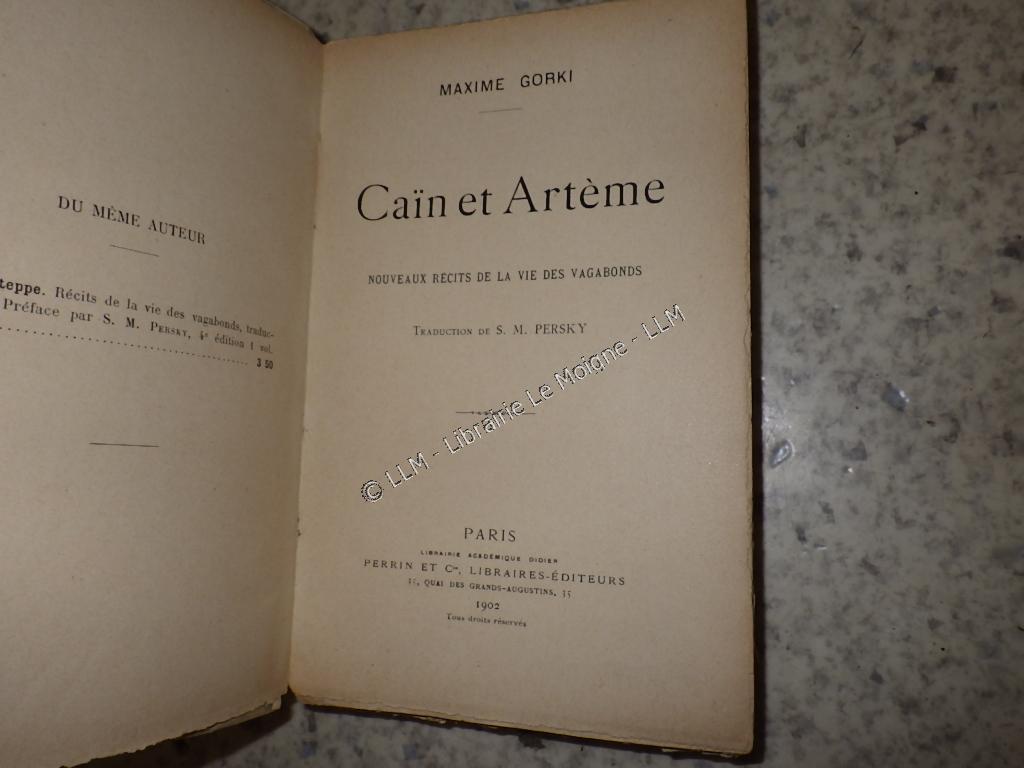 DU MÊME AUTEUR
teppe. Récits de la vie des vagabonds, traduc-
Préface par S. M. PERSKY, 4e édition 1 vol.
3 50
MAXIME GORKI
Caïn et Artème
NOUVEAUX RÉCITS DE LA VIE DES VAGABONDS
TRADUCTION DE S. M. PERSKY
© LLM - Librairie Le Moigne - LLM
PARIS
LIBRAIRIE ACADÉMIQUE DIDIER
PERRIN ET Cie, LIBRAIRES-ÉDITEURS
35, QUAI DES GRANDS-AUGUSTINS, 35
1902
Tous droits réservés